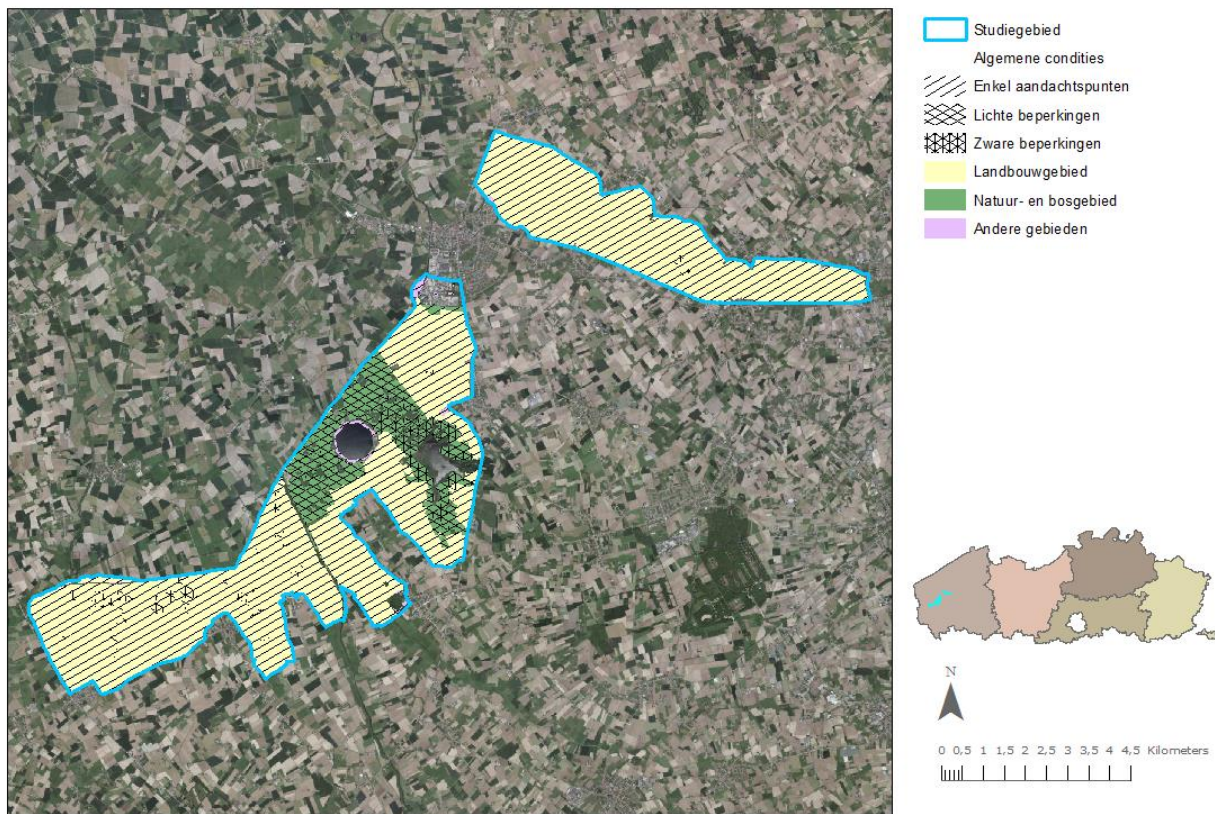 Studiegebied
Algemene condities
Enkel aandachtspunten
Lichte beperkingen
Zware beperkingen
Landbouwgebied
Natuur- en bosgebied
Andere gebieden
N
0 0,5 1 1,5 2 2,5 3 3,5 4 4,5 Kilometers